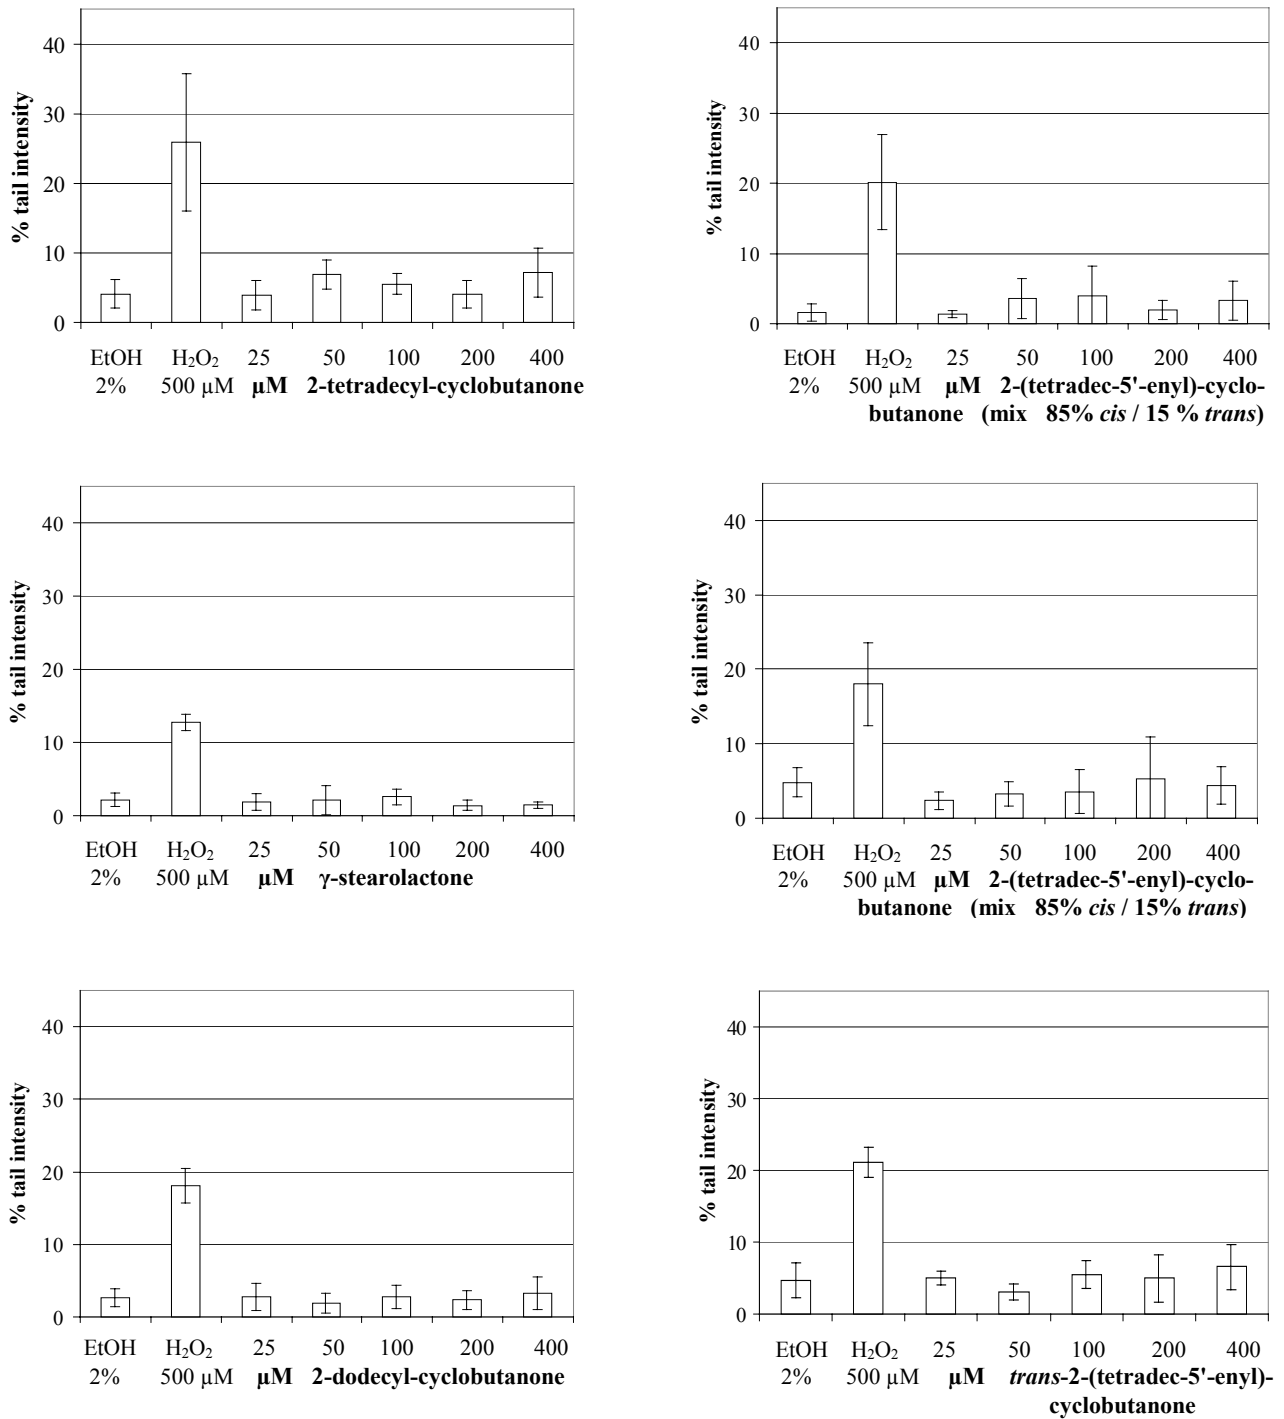 % tail intensity
40
30
20
10
0
EtOH H₂O₂ 25 50 100 200 400
2% 500 µM µM 2-tetradecyl-cyclobutanone
% tail intensity
40
30
20
10
0
EtOH H₂O₂ 25 50 100 200 400
2% 500 µM µM 2-(tetradec-5'-enyl)-cyclo-
butanone (mix 85% cis / 15 % trans)
% tail intensity
40
30
20
10
0
EtOH H₂O₂ 25 50 100 200 400
2% 500 µM µM γ-stearolactone
% tail intensity
40
30
20
10
0
EtOH H₂O₂ 25 50 100 200 400
2% 500 µM µM 2-(tetradec-5'-enyl)-cyclo-
butanone (mix 85% cis / 15% trans)
% tail intensity
40
30
20
10
0
EtOH H₂O₂ 25 50 100 200 400
2% 500 µM µM 2-dodecyl-cyclobutanone
% tail intensity
40
30
20
10
0
EtOH H₂O₂ 25 50 100 200 400
2% 500 µM µM trans-2-(tetradec-5'-enyl)-
cyclobutanone